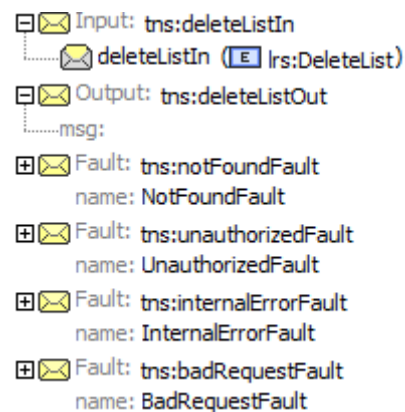 Input: tns:deleteListIn
deleteListIn (E lrs:DeleteList)
Output: tns:deleteListOut
msg:
Fault: tns:notFoundFault
name: NotFoundFault
Fault: tns:unauthorizedFault
name: UnauthorizedFault
Fault: tns:internalErrorFault
name: InternalErrorFault
Fault: tns:badRequestFault
name: BadRequestFault